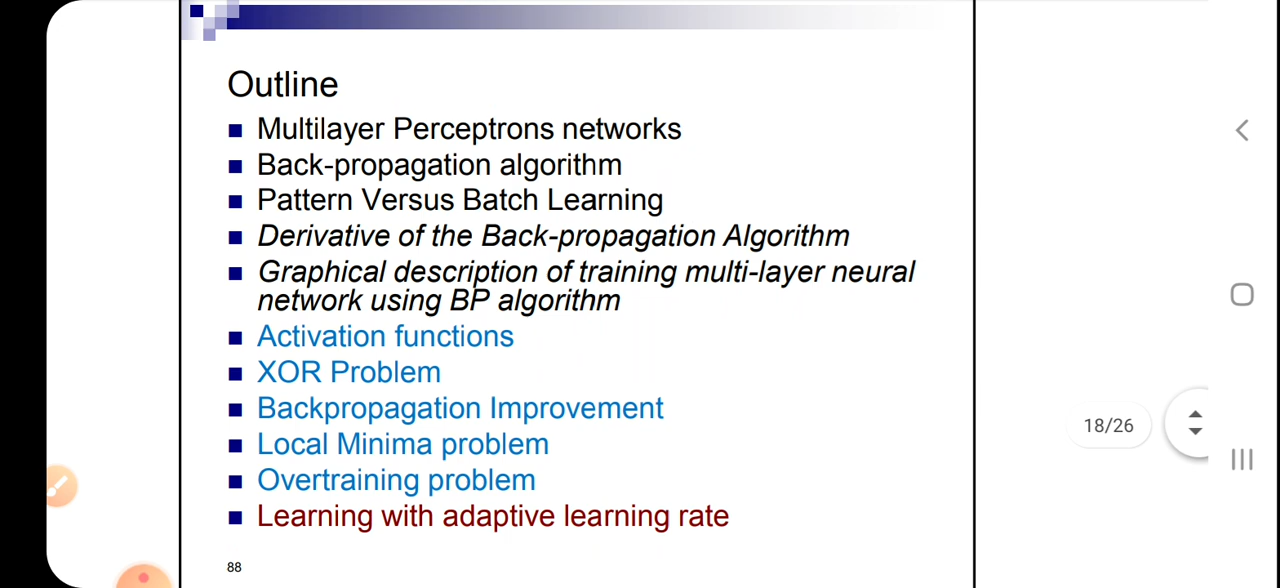 Outline
Multilayer Perceptrons networks
Back-propagation algorithm
Pattern Versus Batch Learning
Derivative of the Back-propagation Algorithm
Graphical description of training multi-layer neural
network using BP algorithm
Activation functions
XOR Problem
Backpropagation Improvement
Local Minima problem
Overtraining problem
Learning with adaptive learning rate
88
18/26